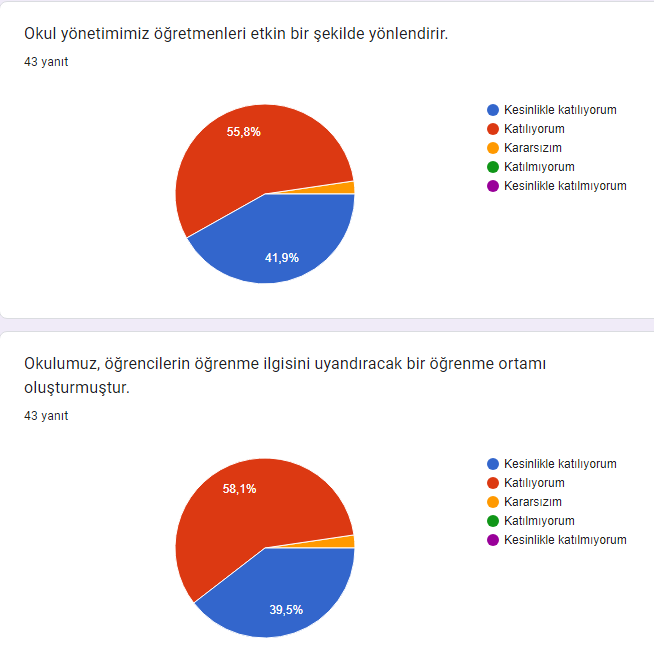 Okul yönetimimiz öğretmenleri etkin bir şekilde yönlendirir.
43 yanıt
55,8%
41,9%
Kesinlikle katılıyorum
Katılıyorum
Kararsızım
Katılmıyorum
Kesinlikle katılmıyorum
Okulumuz, öğrencilerin öğrenme ilgisini uyandıracak bir öğrenme ortamı
oluşturmuştur.
43 yanıt
58,1%
39,5%
Kesinlikle katılıyorum
Katılıyorum
Kararsızım
Katılmıyorum
Kesinlikle katılmıyorum